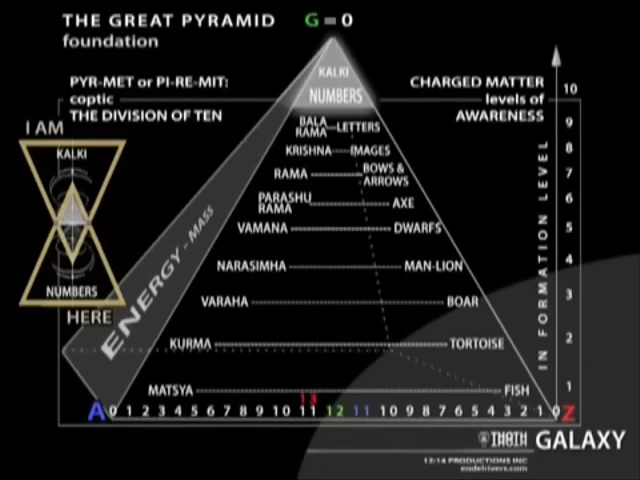 THE GREAT PYRAMID G = 0
foundation
PYR-MET or PI-RE-MIT:
coptic
THE DIVISION OF TEN
CHARGED MATTER
levels of
AWARENESS
KALKI
NUMBERS
I AM
KALKI
NUMBERS
HERE
BALA RAMA LETTERS
KRISHNA IMAGES
RAMA BOWS & ARROWS
PARASHU RAMA AXE
VAMANA DWARFS
NARASIMHA MAN-LION
VARAHA BOAR
KURMA TORTOISE
MATSYA FISH
ENERGY - MASS
IN FORMATION LEVEL
10
9
8
7
6
5
4
3
2
1
13
A 0 1 2 3 4 5 6 7 8 9 10 11 12 11 10 9 8 7 6 5 4 3 2 1 0 Z
GALAXY
13:14 PRODUCTIONS INC